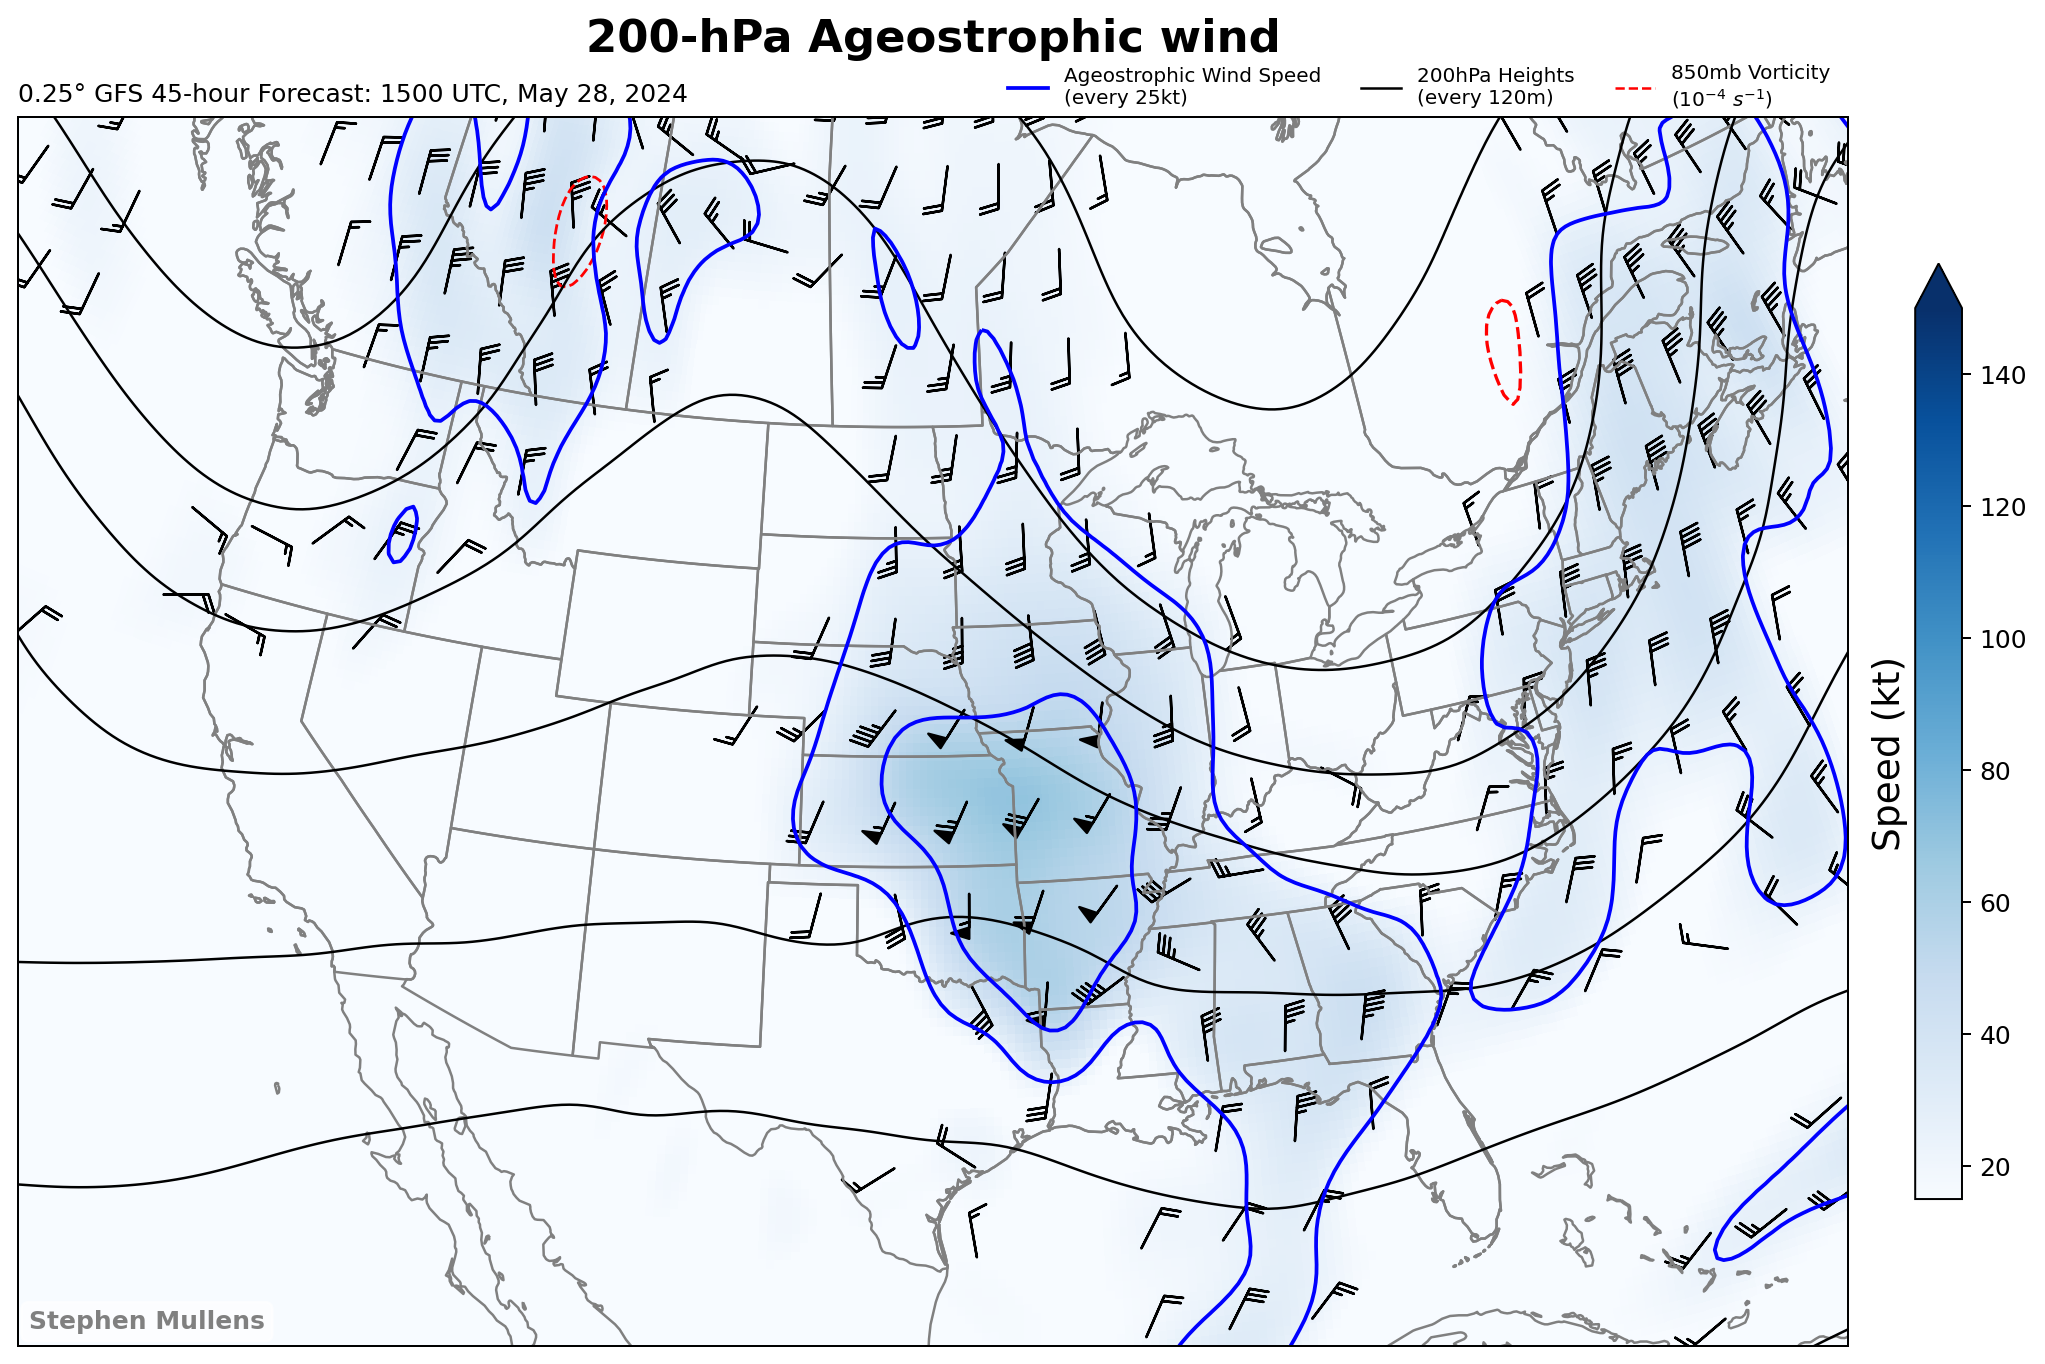 200-hPa Ageostrophic wind
0.25° GFS 45-hour Forecast: 1500 UTC, May 28, 2024
Ageostrophic Wind Speed
(every 25kt)
200hPa Heights
(every 120m)
850mb Vorticity
(10⁻⁴ s⁻¹)
140
120
100
80
60
40
20
Speed (kt)
Stephen Mullens